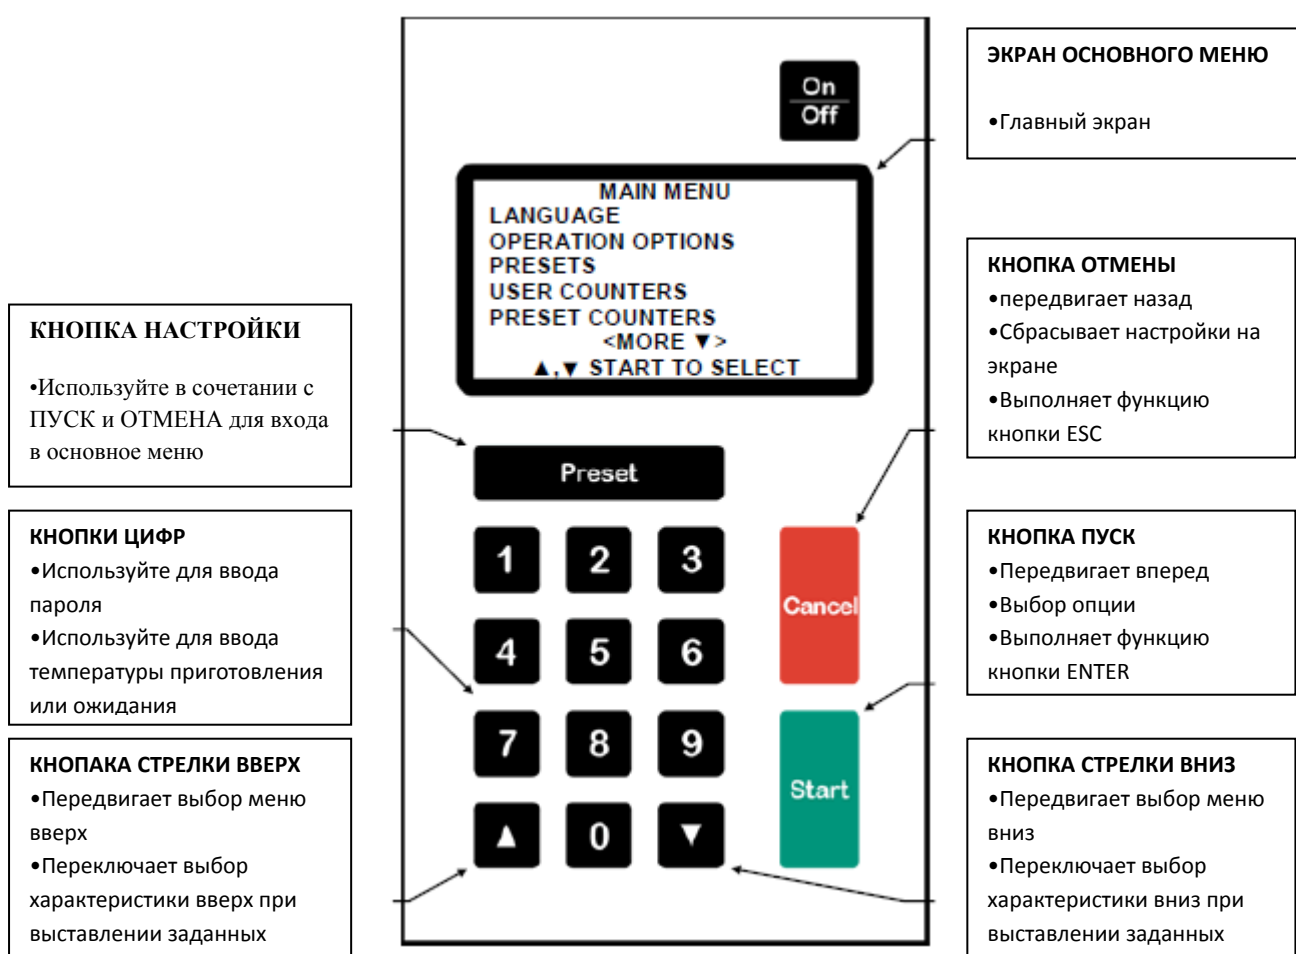 ЭКРАН ОСНОВНОГО МЕНЮ
•Главный экран
On
Off
MAIN MENU
LANGUAGE
OPERATION OPTIONS
PRESETS
USER COUNTERS
PRESET COUNTERS
<MORE ▼>
▲,▼ START TO SELECT
КНОПКА ОТМЕНЫ
•передвигает назад
•Сбрасывает настройки на
экране
•Выполняет функцию
кнопки ESC
КНОПКА НАСТРОЙКИ
•Используйте в сочетании с
ПУСК и ОТМЕНА для входа
в основное меню
Preset
1 2 3
4 5 6
7 8 9
▲ 0 ▼
Cancel
Start
КНОПКИ ЦИФР
•Используйте для ввода
пароля
•Используйте для ввода
температуры приготовления
или ожидания
КНОПКА ПУСК
•Передвигает вперед
•Выбор опции
•Выполняет функцию
кнопки ENTER
КНОПАКА СТРЕЛКИ ВВЕРХ
•Передвигает выбор меню
вверх
•Переключает выбор
характеристики вверх при
выставлении заданных
КНОПКА СТРЕЛКИ ВНИЗ
•Передвигает выбор меню
вниз
•Переключает выбор
характеристики вниз при
выставлении заданных